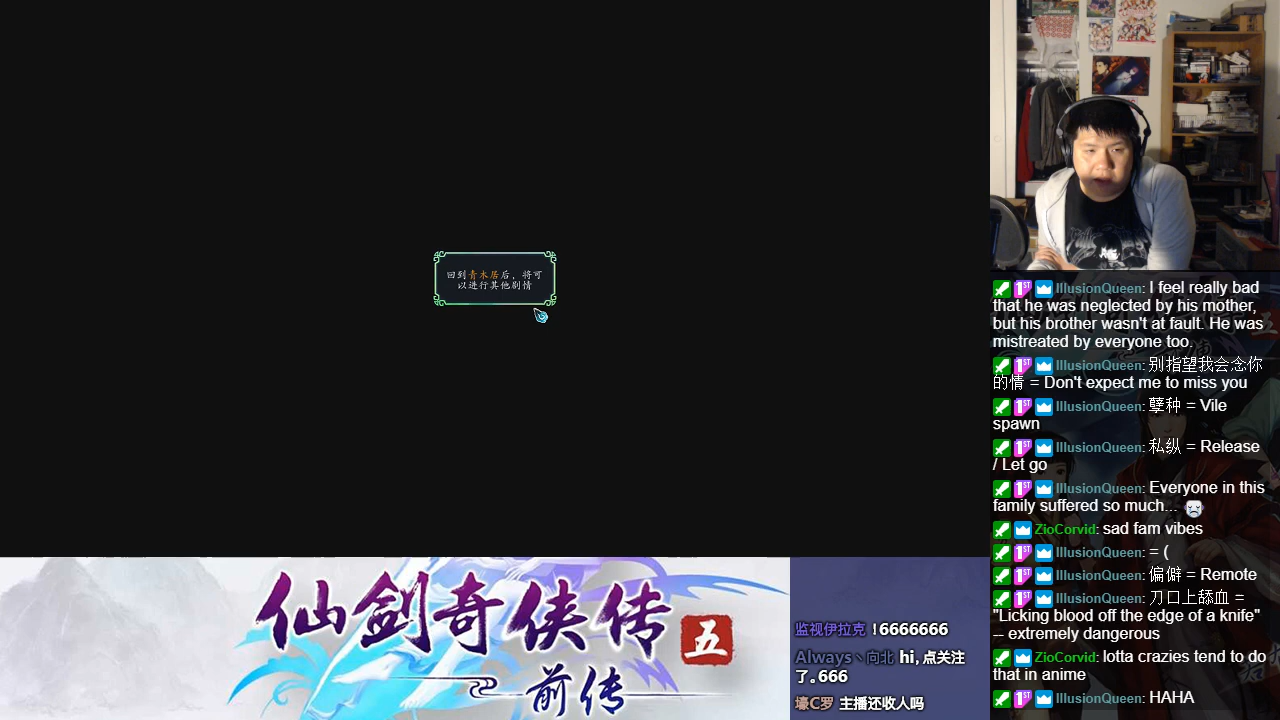 回到青木居后，将可
以进行其他剧情
IllusionQueen: I feel really bad
that he was neglected by his mother,
but his brother wasn't at fault. He was
mistreated by everyone too.
IllusionQueen: 别指望我会念你
的情 = Don't expect me to miss you
IllusionQueen: 孽种 = Vile
spawn
IllusionQueen: 私纵 = Release
/ Let go
IllusionQueen: Everyone in this
family suffered so much...
ZioCorvid: sad fam vibes
IllusionQueen: = (
IllusionQueen: 偏僻 = Remote
IllusionQueen: 刀口上舔血 =
"Licking blood off the edge of a knife"
-- extremely dangerous
ZioCorvid: lotta crazies tend to do
that in anime
IllusionQueen: HAHA
仙剑奇侠传
五
前传
监视伊拉克 !6666666
Always丶向北 hi,点关注
了。666
壕C罗 主播还收人吗